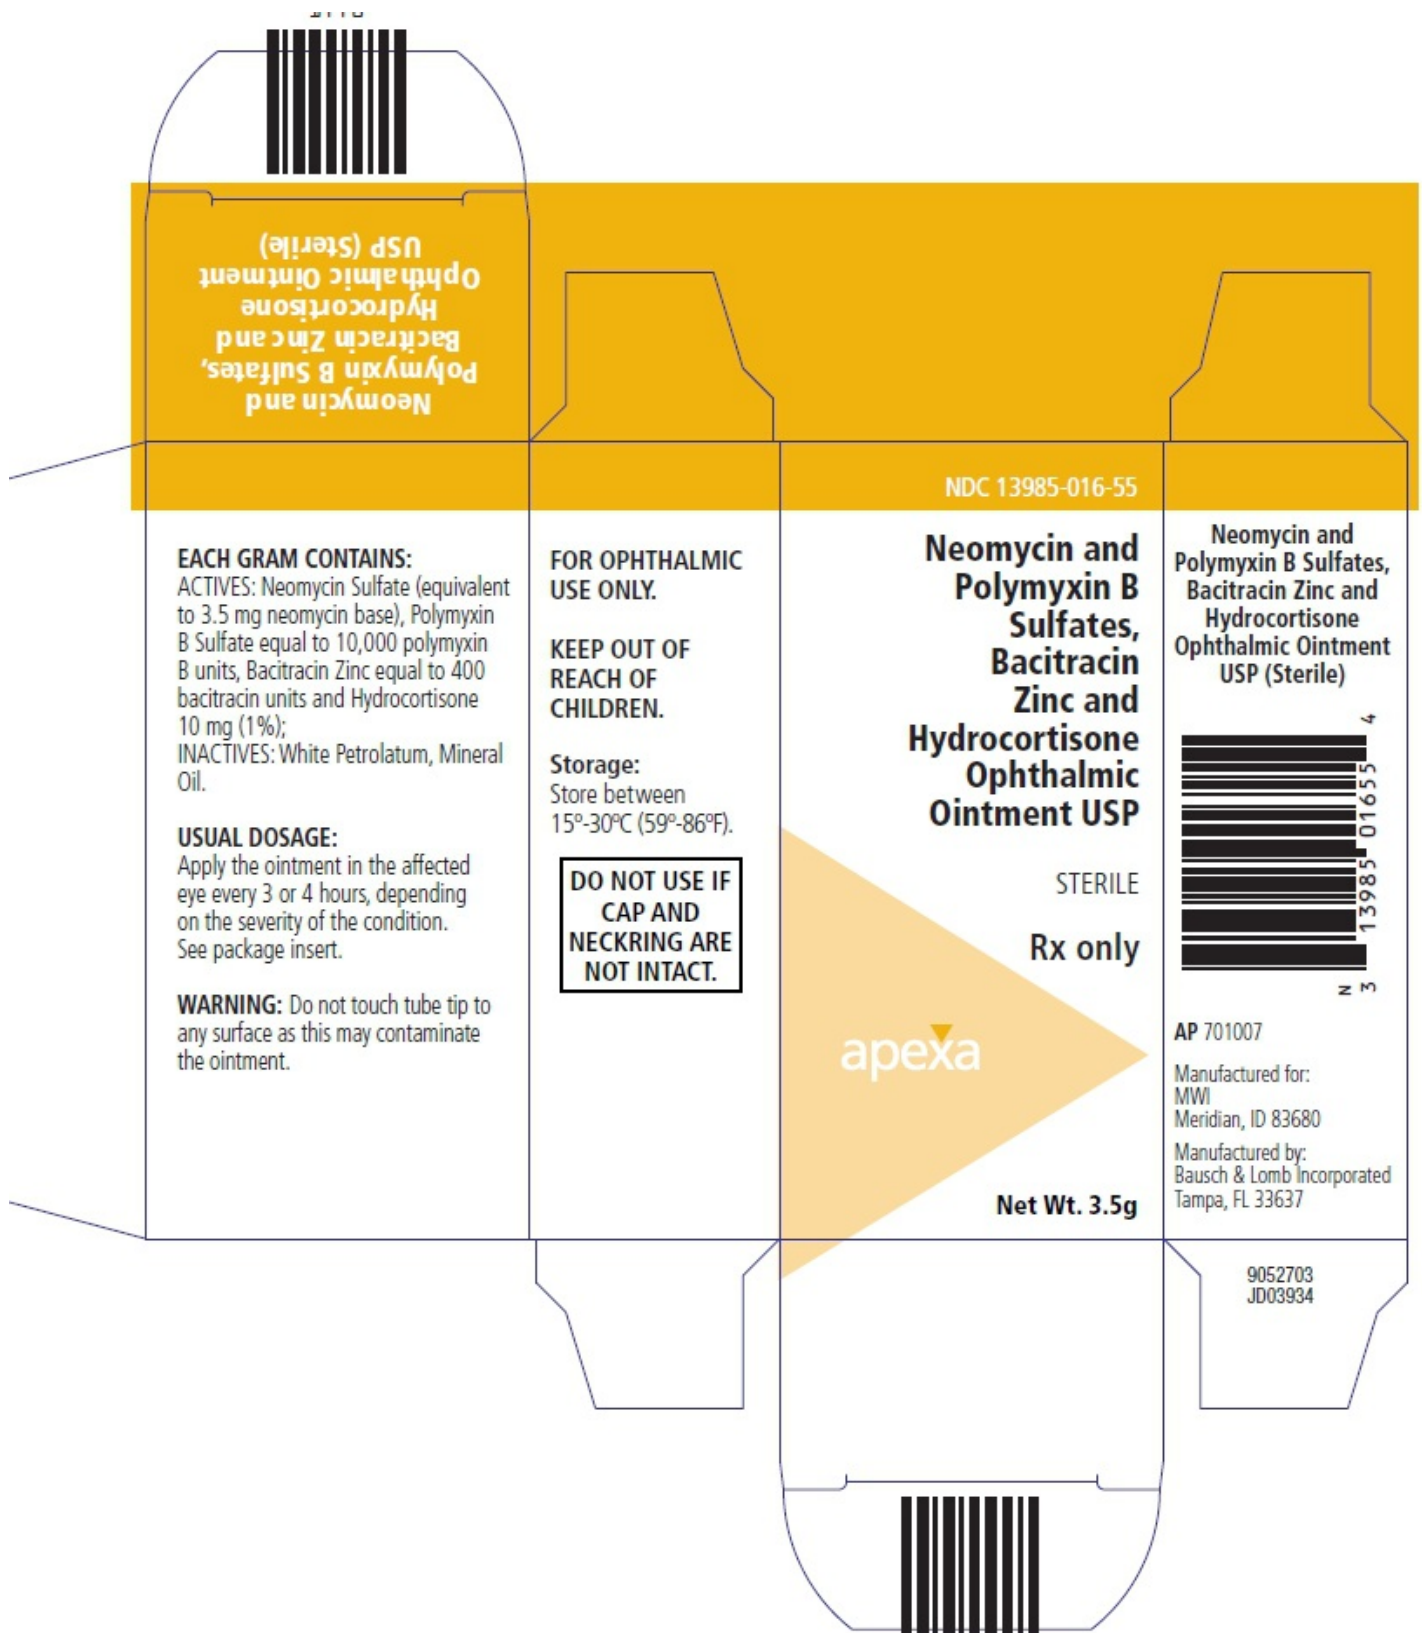 Neomycin and
Polymyxin B Sulfates,
Bacitracin Zinc and
Hydrocortisone
Ophthalmic Ointment
USP (Sterile)
EACH GRAM CONTAINS:
ACTIVES: Neomycin Sulfate (equivalent
to 3.5 mg neomycin base), Polymyxin
B Sulfate equal to 10,000 polymyxin
B units, Bacitracin Zinc equal to 400
bacitracin units and Hydrocortisone
10 mg (1%);
INACTIVES: White Petrolatum, Mineral
Oil.
USUAL DOSAGE:
Apply the ointment in the affected
eye every 3 or 4 hours, depending
on the severity of the condition.
See package insert.
WARNING: Do not touch tube tip to
any surface as this may contaminate
the ointment.
FOR OPHTHALMIC
USE ONLY.
KEEP OUT OF
REACH OF
CHILDREN.
Storage:
Store between
15º-30ºC (59º-86ºF).
DO NOT USE IF
CAP AND
NECKRING ARE
NOT INTACT.
NDC 13985-016-55
Neomycin and
Polymyxin B
Sulfates,
Bacitracin
Zinc and
Hydrocortisone
Ophthalmic
Ointment USP
STERILE
Rx only
apexa
Net Wt. 3.5g
Neomycin and
Polymyxin B Sulfates,
Bacitracin Zinc and
Hydrocortisone
Ophthalmic Ointment
USP (Sterile)
N
3 13985 01655 4
AP 701007
Manufactured for:
MWI
Meridian, ID 83680
Manufactured by:
Bausch & Lomb Incorporated
Tampa, FL 33637
9052703
JD03934